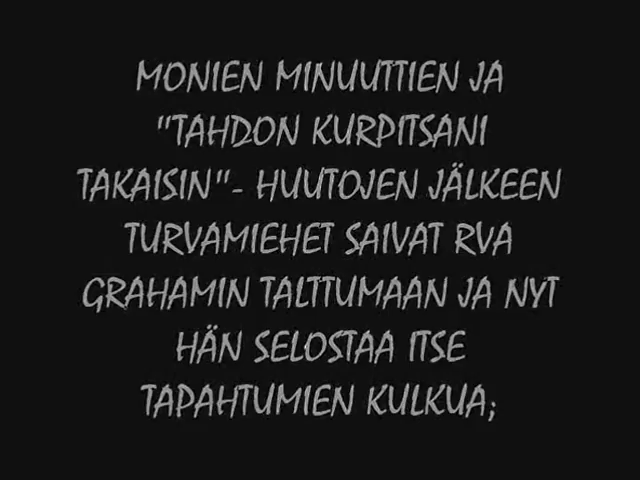 MONIEN MINUUTTIEN JA
"TAHDON KURPITSANI
TAKAISIN"- HUUTOJEN JÄLKEEN
TURVAMIEHET SAIVAT RVA
GRAHAMIN TALTTUMAAN JA NYT
HÄN SELOSTAA ITSE
TAPAHTUMIEN KULKUA;